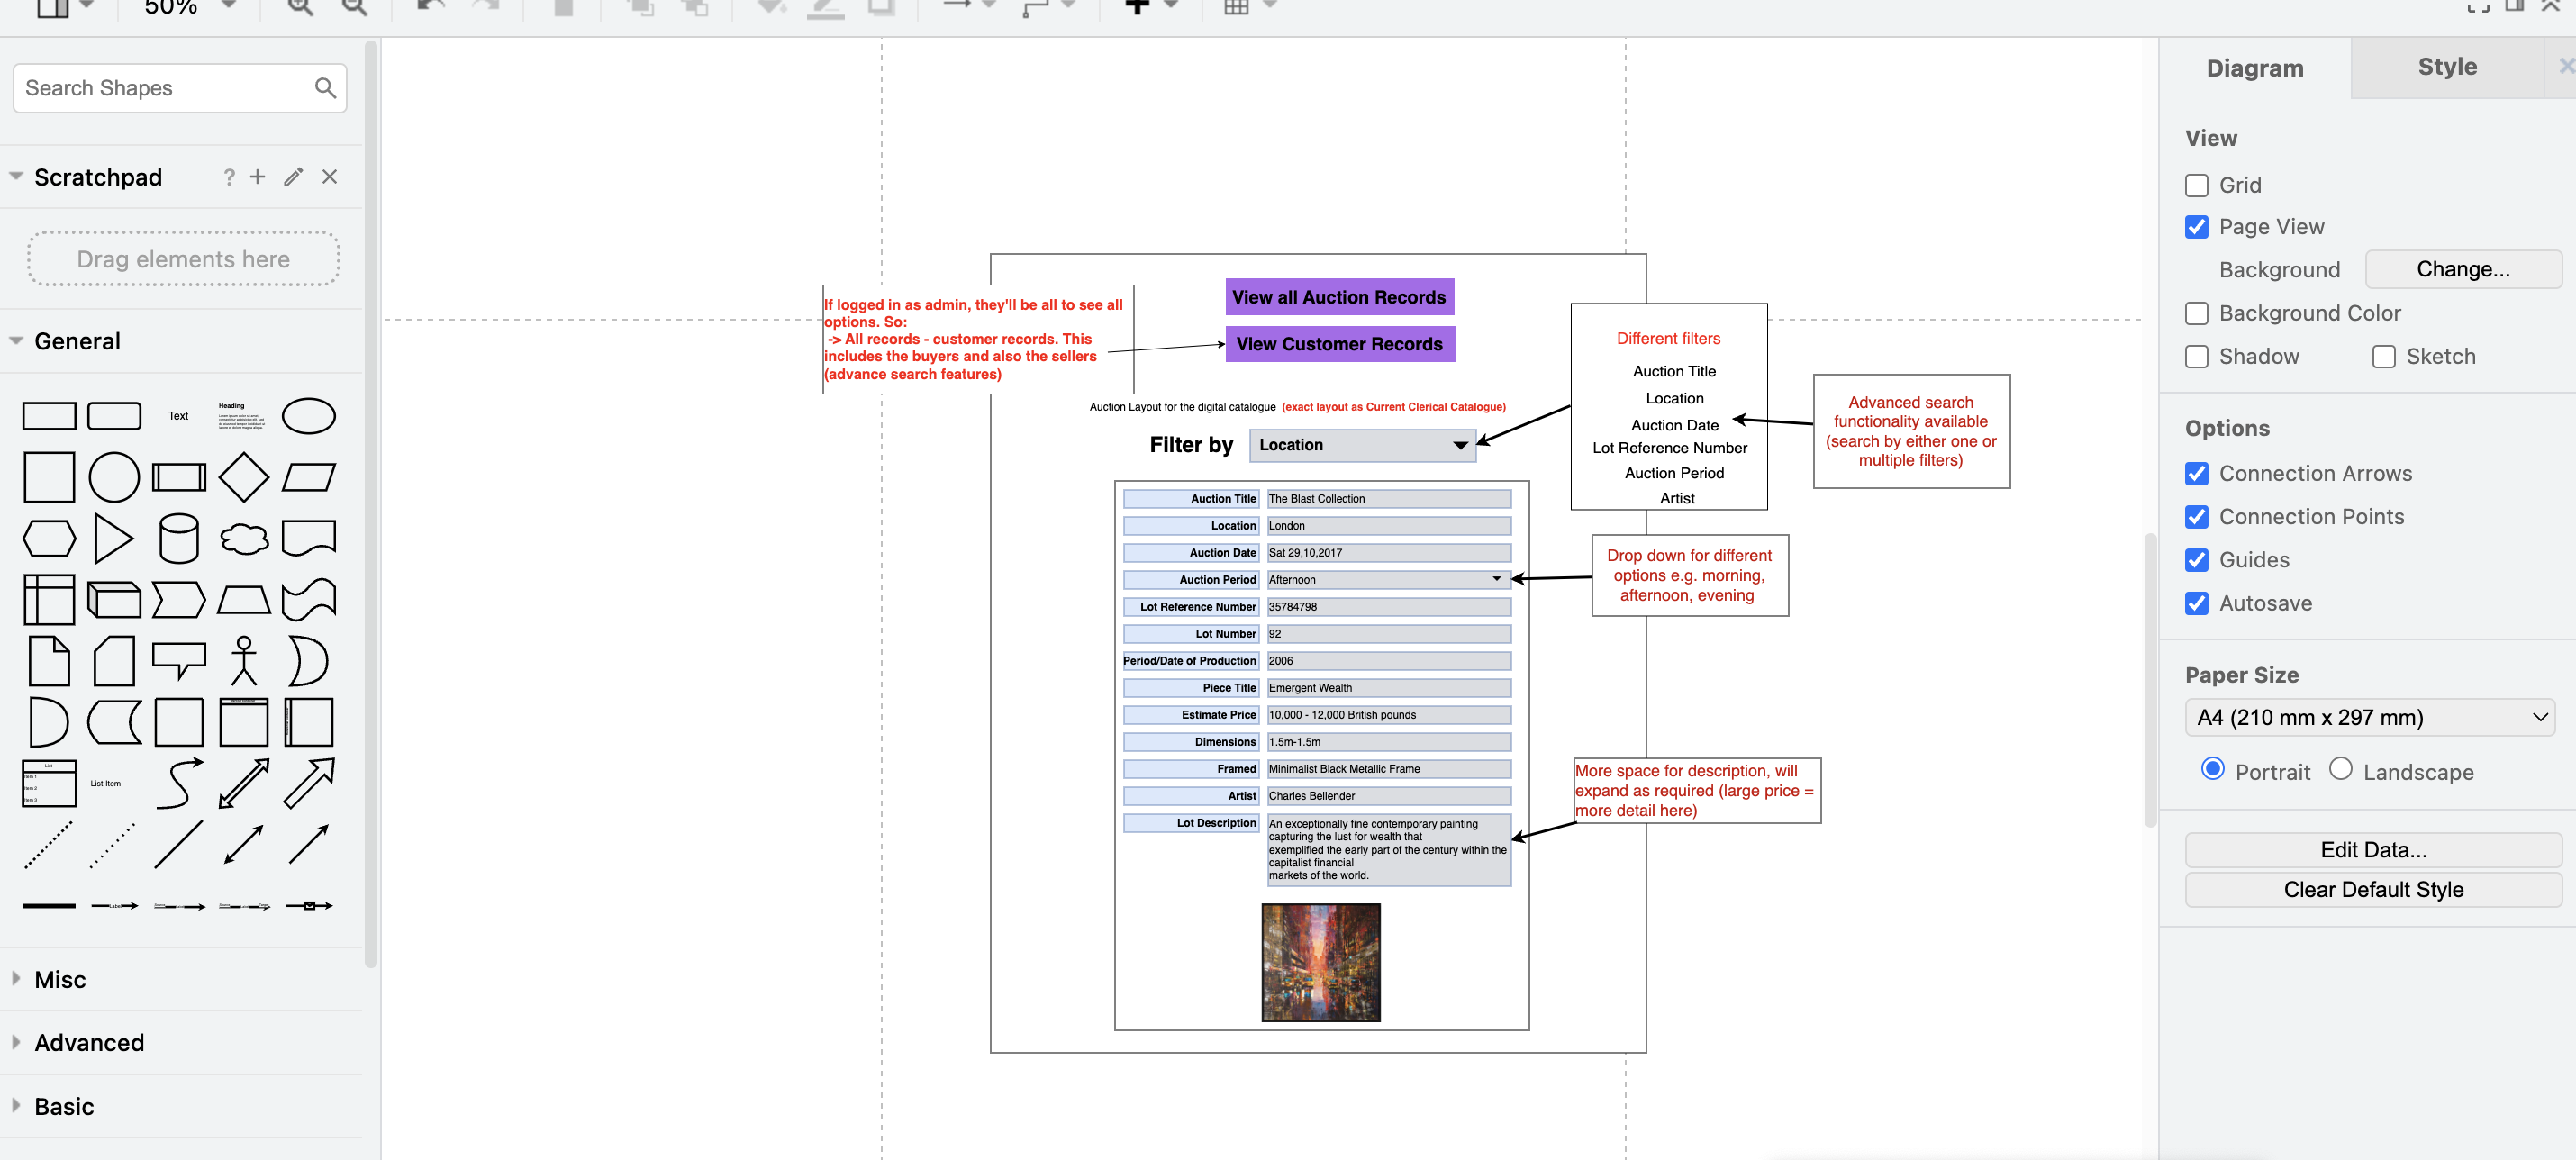 50%
Search Shapes
Scratchpad
?
Drag elements here
General
Text
Heading
List
Item 1
Item 2
Item 3
List Item
Label
Misc
Advanced
Basic
If logged in as admin, they'll be all to see all
options. So:
-> All records - customer records. This
includes the buyers and also the sellers
(advance search features)
View all Auction Records
View Customer Records
Auction Layout for the digital catalogue (exact layout as Current Clerical Catalogue)
Filter by
Location
Different filters
Auction Title
Location
Auction Date
Lot Reference Number
Auction Period
Artist
Advanced search
functionality available
(search by either one or
multiple filters)
Auction Title The Blast Collection
Location London
Auction Date Sat 29,10,2017
Auction Period Afternoon
Lot Reference Number 35784798
Lot Number 92
Period/Date of Production 2006
Piece Title Emergent Wealth
Estimate Price 10,000 - 12,000 British pounds
Dimensions 1.5m-1.5m
Framed Minimalist Black Metallic Frame
Artist Charles Bellender
Lot Description An exceptionally fine contemporary painting
capturing the lust for wealth that
exemplified the early part of the century within the
capitalist financial
markets of the world.
Drop down for different
options e.g. morning,
afternoon, evening
More space for description, will
expand as required (large price =
more detail here)
Diagram
Style
View
Grid
Page View
Background
Change...
Background Color
Shadow
Sketch
Options
Connection Arrows
Connection Points
Guides
Autosave
Paper Size
A4 (210 mm x 297 mm)
Portrait
Landscape
Edit Data...
Clear Default Style